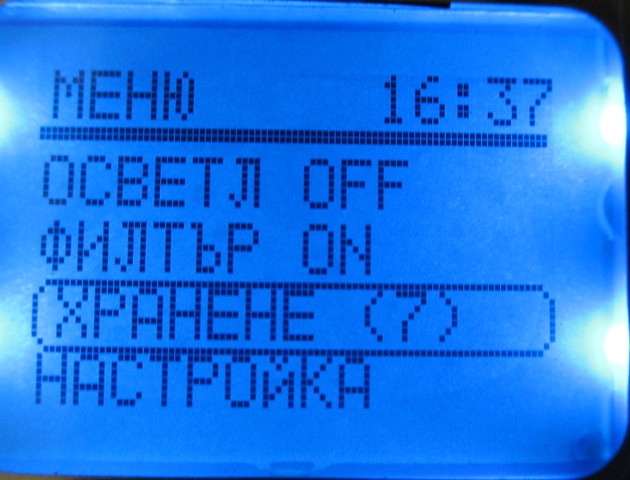 МЕНЮ 16:37
ОСВЕТЛ OFF
ФИЛТЪР ON
ХРАНЕНЕ (7)
НАСТРОЙКА